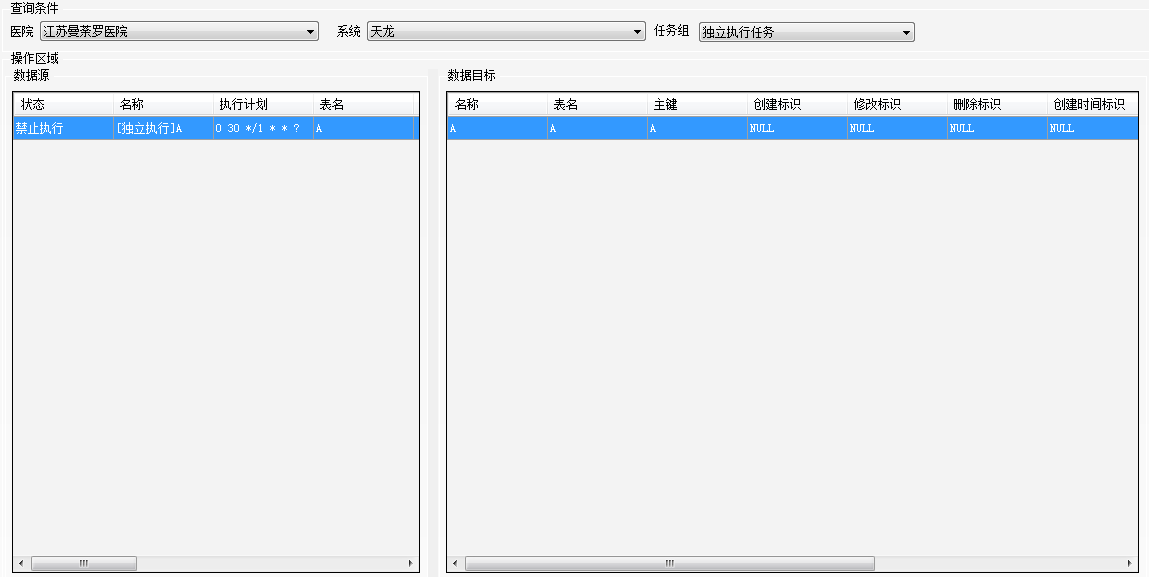 查询条件
医院 江苏曼荼罗医院 系统 天龙 任务组 独立执行任务
操作区域
数据源 数据目标
状态 名称 执行计划 表名 名称 表名 主键 创建标识 修改标识 删除标识 创建时间标识
禁止执行 [独立执行]A 0 30 */1 * * ? A A A A NULL NULL NULL NULL